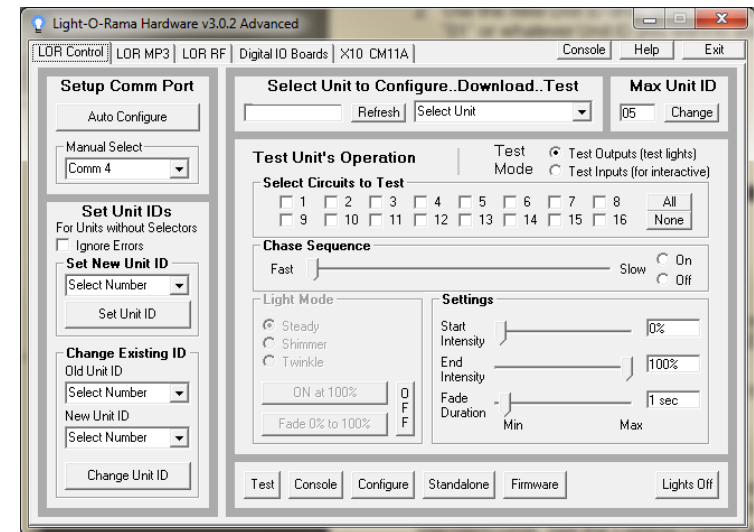 Light-O-Rama Hardware v3.0.2 Advanced
LOR Control LOR MP3 LOR RF Digital IO Boards X10 CM11A Console Help Exit
Setup Comm Port
Auto Configure
Manual Select
Comm 4
Set Unit IDs
For Units without Selectors
Ignore Errors
Set New Unit ID
Select Number
Set Unit ID
Change Existing ID
Old Unit ID
Select Number
New Unit ID
Select Number
Change Unit ID
Select Unit to Configure..Download..Test
Refresh Select Unit
Max Unit ID
05 Change
Test Unit's Operation
Test Mode
Test Outputs (test lights)
Test Inputs (for interactive)
Select Circuits to Test
1 2 3 4 5 6 7 8 All
9 10 11 12 13 14 15 16 None
Chase Sequence
Fast Slow
On
Off
Light Mode
Steady
Shimmer
Twinkle
ON at 100%
Fade 0% to 100%
OFF
Settings
Start Intensity 0%
End Intensity 100%
Fade Duration 1 sec
Min Max
Test Console Configure Standalone Firmware Lights Off